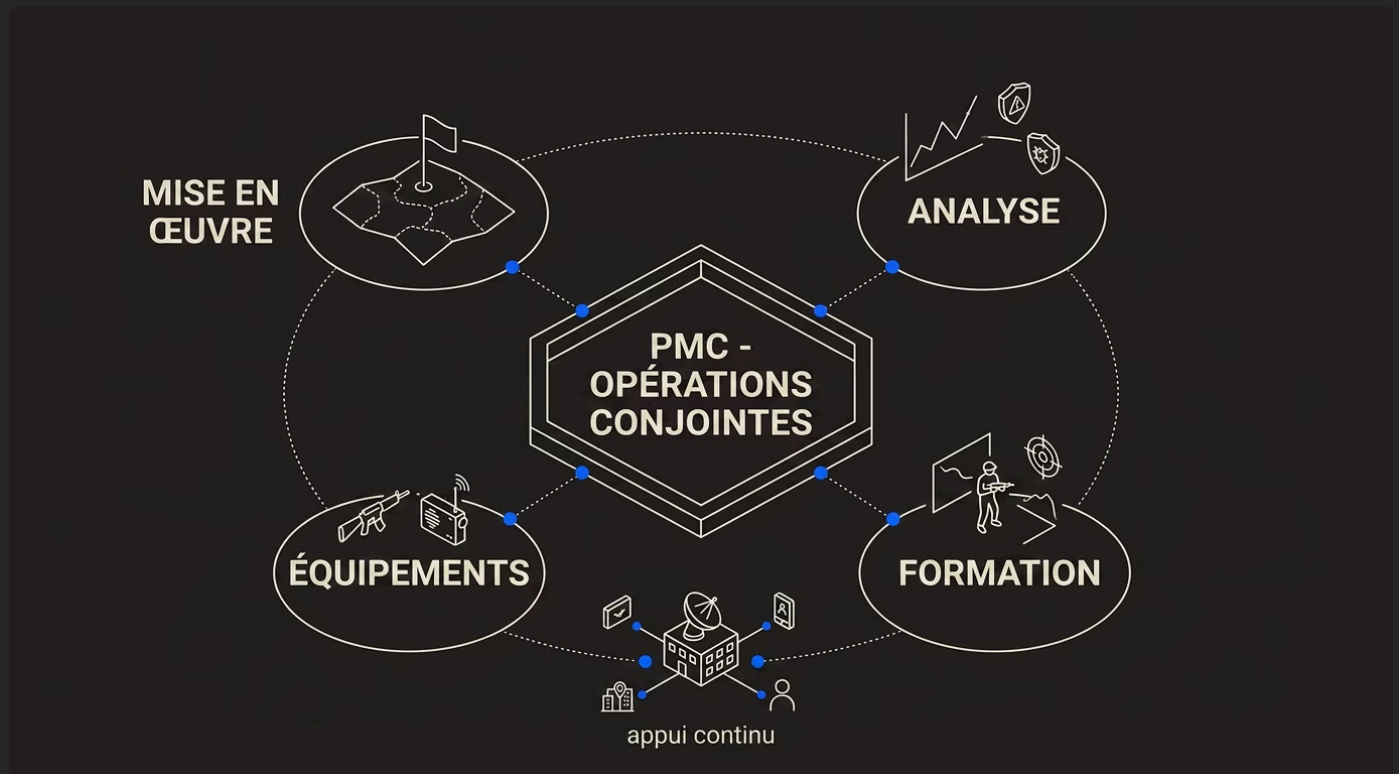 MISE EN
ŒUVRE
ANALYSE
PMC -
OPÉRATIONS
CONJOINTES
ÉQUIPEMENTS
FORMATION
appui continu